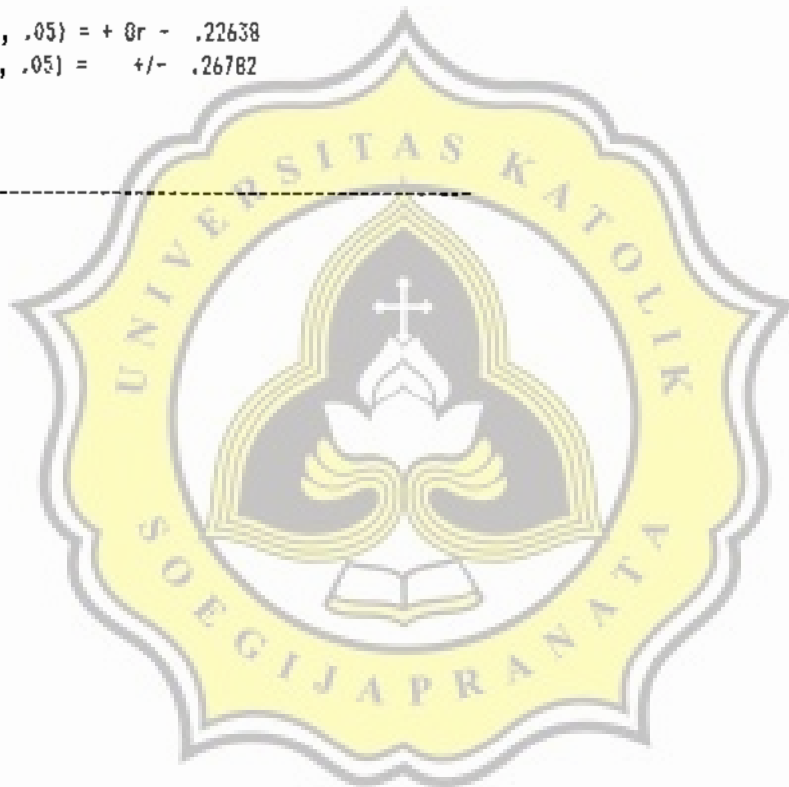 , .05) = + Or - .22638
, .05) = +/- .26782
UNIVERSITAS KATOLIK
SOEGIJAPRANATA